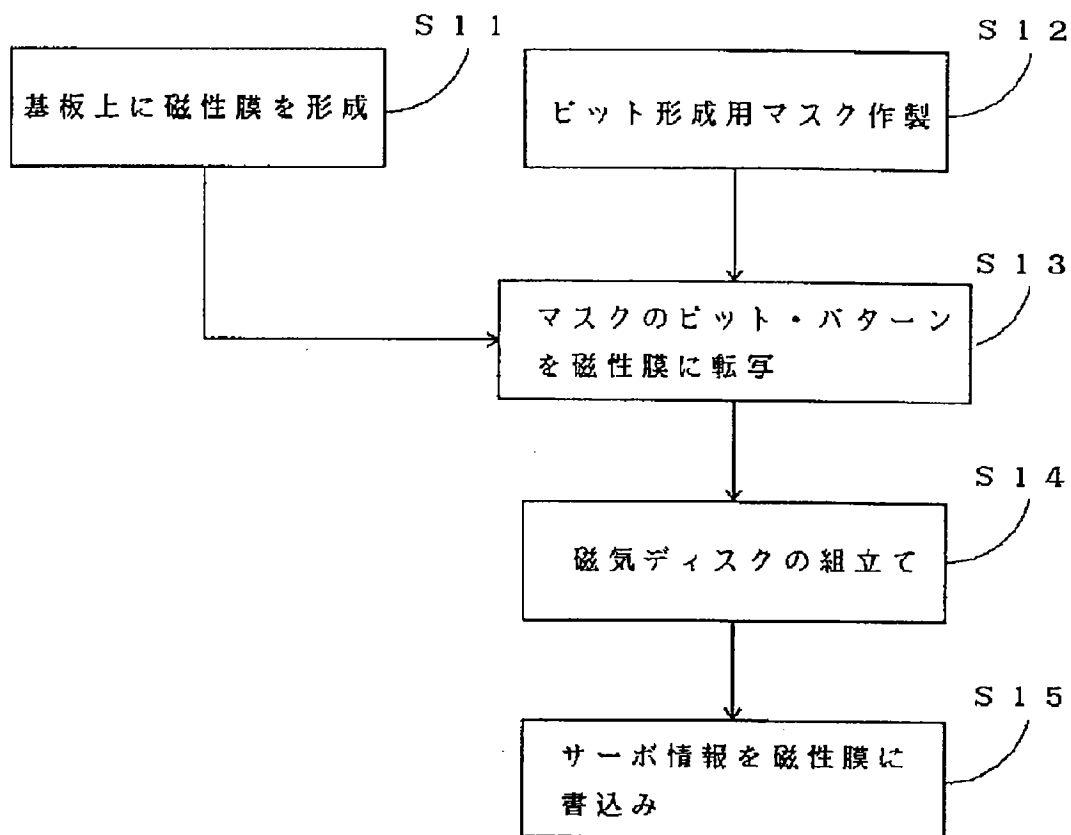 S11
S12
基板上に磁性膜を形成
ビット形成用マスク作製
S13
マスクのビット・パターン
を磁性膜に転写
S14
磁気ディスクの組立て
S15
サーボ情報を磁性膜に
書込み